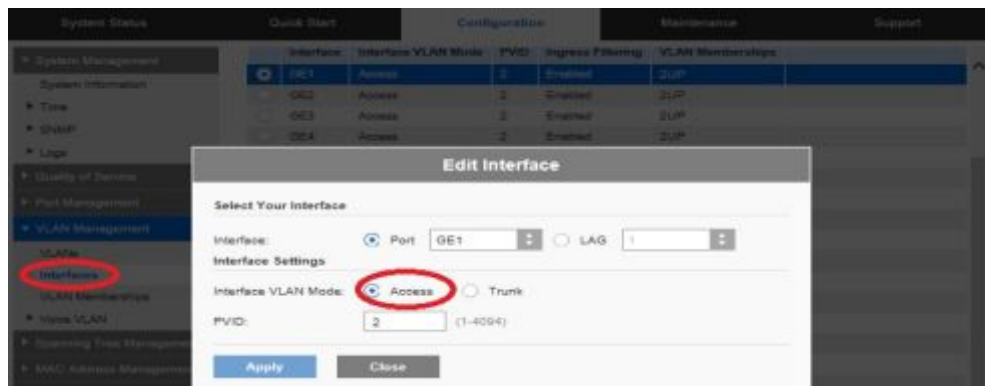 System Status Quick Start Configuration Maintenance Support
Interface Interface VLAN Mode PVID Ingress Filtering VLAN Memberships
System Management
GE1 Access 2 Enabled 2UP
System Information
GE2 Access 2 Enabled 2UP
Time
GE3 Access 2 Enabled 2UP
SNMP
GE4 Access 2 Enabled 2UP
Logs
Edit Interface
Quality of Service
Port Management
Select Your Interface
VLAN Management
Interface: Port GE1 LAG 1
VLANs
Interface Settings
Interfaces
Interface VLAN Mode: Access Trunk
VLAN Memberships
Voice VLAN
PVID: 2 (1-4094)
Spanning Tree Managemen
MAC Address Managemen
Apply Close